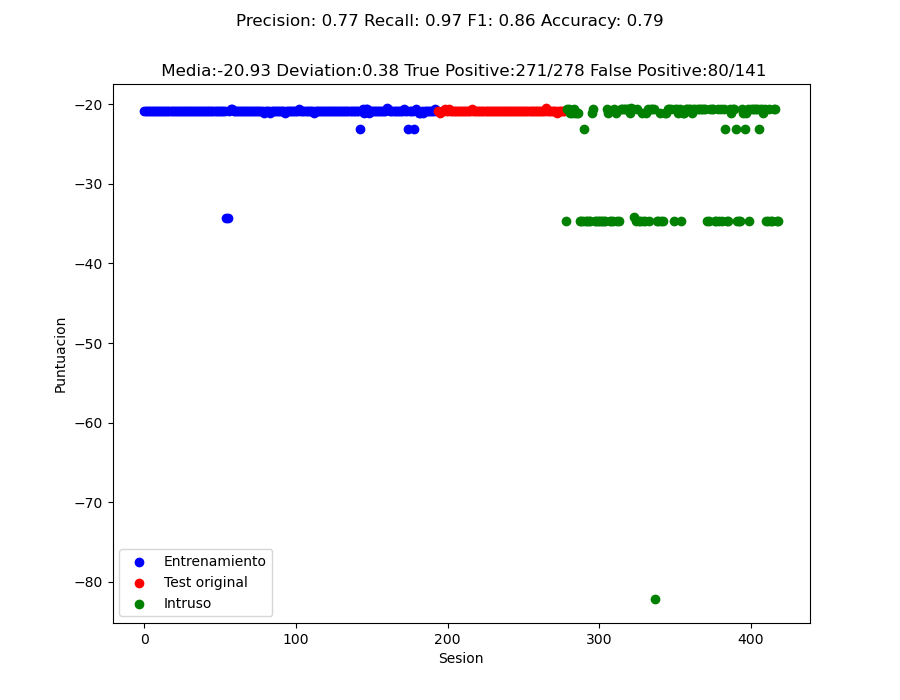 Precision: 0.77 Recall: 0.97 F1: 0.86 Accuracy: 0.79
Media:-20.93 Deviation:0.38 True Positive:271/278 False Positive:80/141
−20
−30
−40
−50
−60
−70
−80
Puntuacion
Entrenamiento
Test original
Intruso
0 100 200 300 400
Sesion